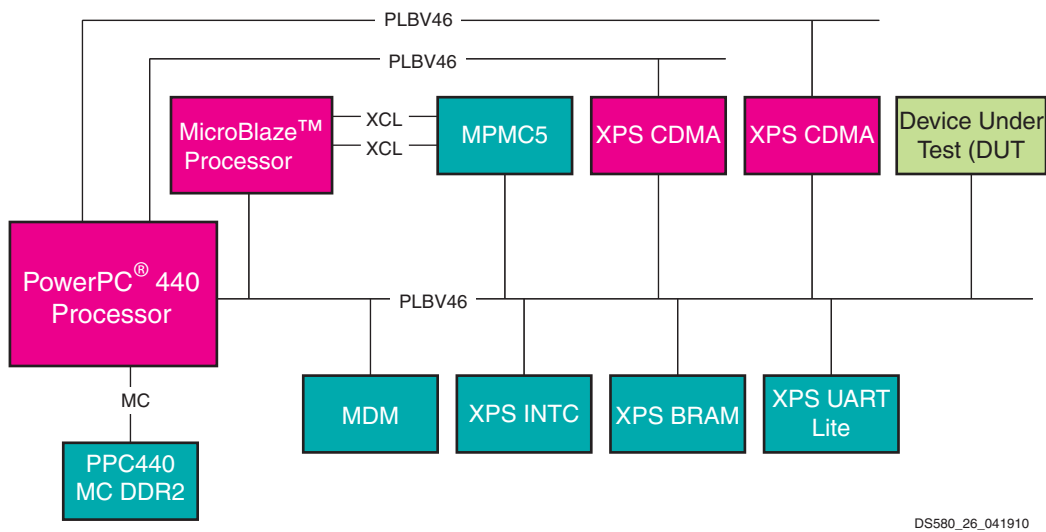 PLBV46
PLBV46
MicroBlaze™
Processor
XCL
XCL
MPMC5
XPS CDMA
XPS CDMA
Device Under
Test (DUT
PowerPC® 440
Processor
PLBV46
MC
MDM
XPS INTC
XPS BRAM
XPS UART
Lite
PPC440
MC DDR2
DS580_26_041910